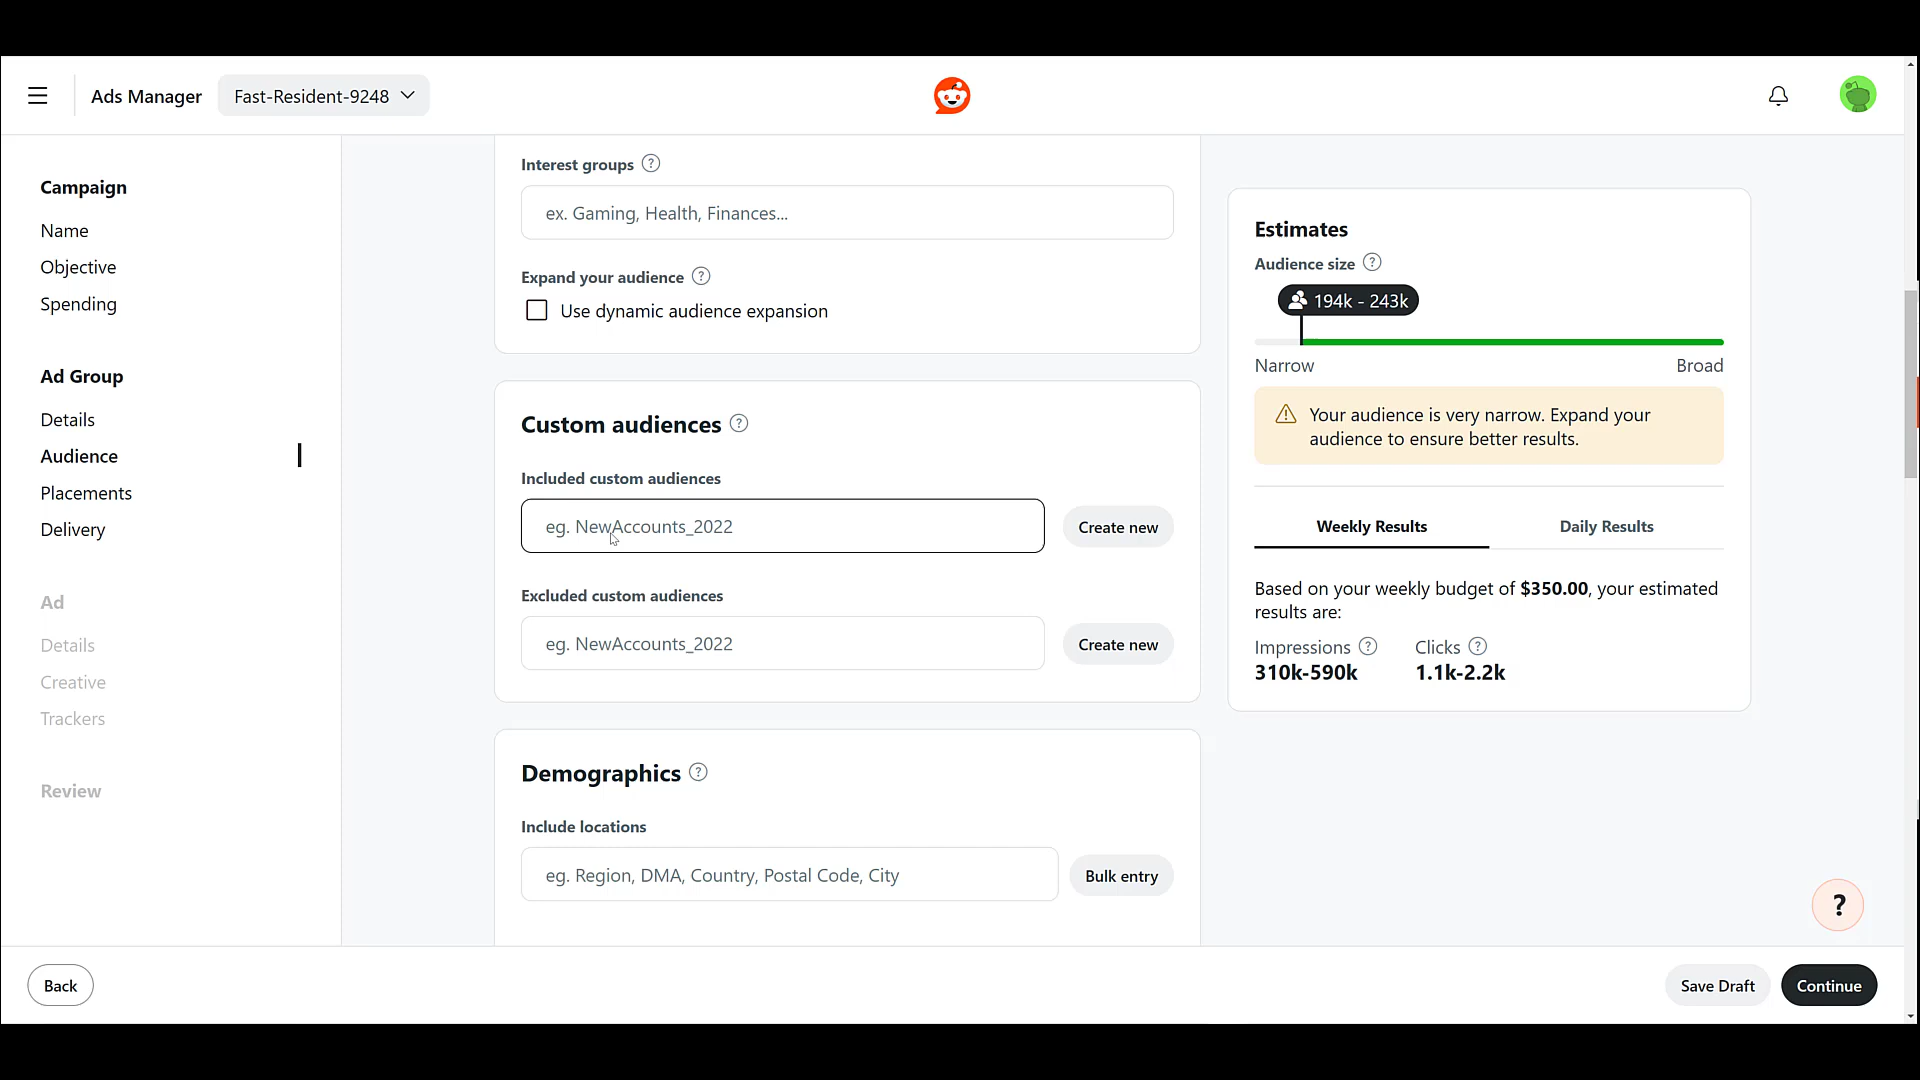 Ads Manager
Fast-Resident-9248
Campaign
Name
Objective
Spending
Ad Group
Details
Audience
Placements
Delivery
Ad
Details
Creative
Trackers
Review
Interest groups ?
ex. Gaming, Health, Finances...
Expand your audience ?
Use dynamic audience expansion
Custom audiences ?
Included custom audiences
eg. NewAccounts_2022
Create new
Excluded custom audiences
eg. NewAccounts_2022
Create new
Demographics ?
Include locations
eg. Region, DMA, Country, Postal Code, City
Bulk entry
Estimates
Audience size ?
194k - 243k
Narrow Broad
Your audience is very narrow. Expand your
audience to ensure better results.
Weekly Results Daily Results
Based on your weekly budget of $350.00, your estimated
results are:
Impressions ? Clicks ?
310k-590k 1.1k-2.2k
?
Back
Save Draft
Continue